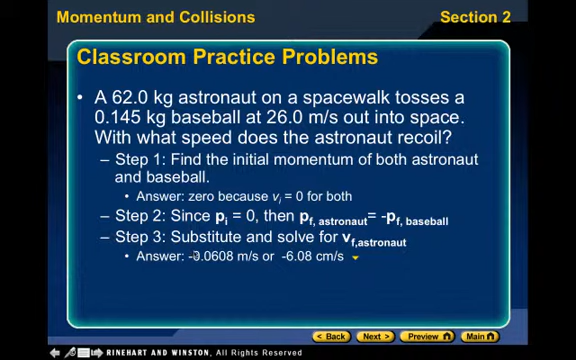 Momentum and Collisions
Section 2
Classroom Practice Problems
• A 62.0 kg astronaut on a spacewalk tosses a
0.145 kg baseball at 26.0 m/s out into space.
With what speed does the astronaut recoil?
– Step 1: Find the initial momentum of both astronaut
and baseball.
• Answer: zero because vi = 0 for both
– Step 2: Since pi = 0, then pf, astronaut= -pf, baseball
– Step 3: Substitute and solve for vf,astronaut
• Answer: -0.0608 m/s or -6.08 cm/s
< Back
Next >
Preview
Main
RINEHART AND WINSTON, ALL RIGHTS RESERVED